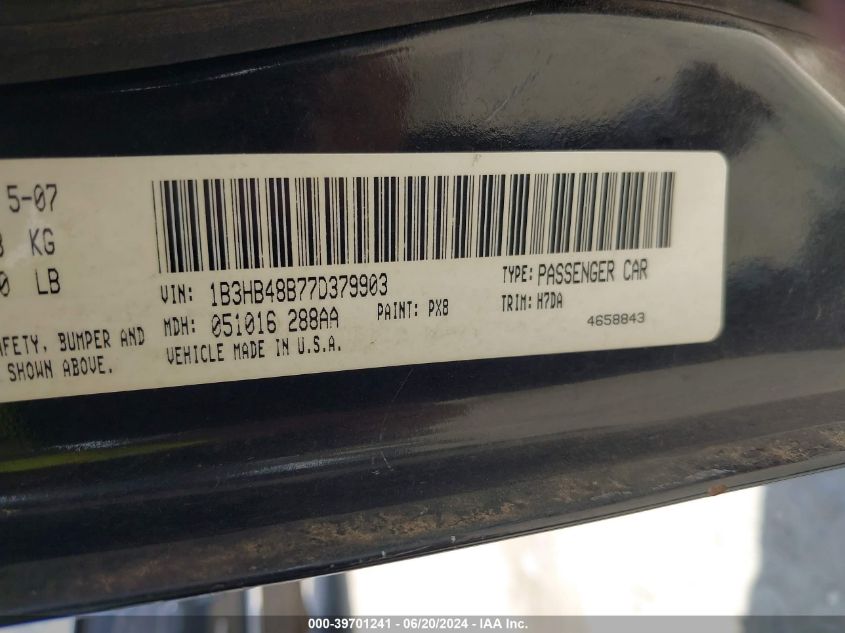 5-07
KG
LB
VIN: 1B3HB48B77D379903
TYPE: PASSENGER CAR
MDH: 051016 288AA
PAINT: PX8
TRIM: H7DA
4658843
VEHICLE MADE IN U.S.A.
AFETY, BUMPER AND
SHOWN ABOVE.
000-39701241 - 06/20/2024 - IAA Inc.